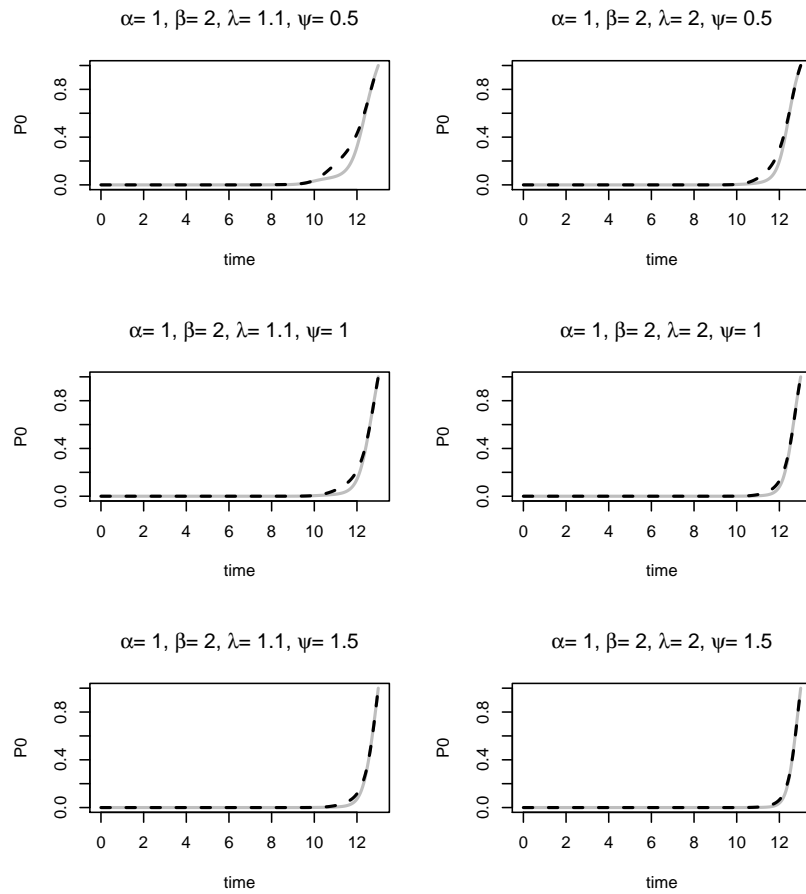 α= 1, β= 2, λ= 1.1, ψ= 0.5
P0
0.8
0.4
0.0
0 2 4 6 8 10 12
time
α= 1, β= 2, λ= 2, ψ= 0.5
P0
0.8
0.4
0.0
0 2 4 6 8 10 12
time
α= 1, β= 2, λ= 1.1, ψ= 1
P0
0.8
0.4
0.0
0 2 4 6 8 10 12
time
α= 1, β= 2, λ= 2, ψ= 1
P0
0.8
0.4
0.0
0 2 4 6 8 10 12
time
α= 1, β= 2, λ= 1.1, ψ= 1.5
P0
0.8
0.4
0.0
0 2 4 6 8 10 12
time
α= 1, β= 2, λ= 2, ψ= 1.5
P0
0.8
0.4
0.0
0 2 4 6 8 10 12
time